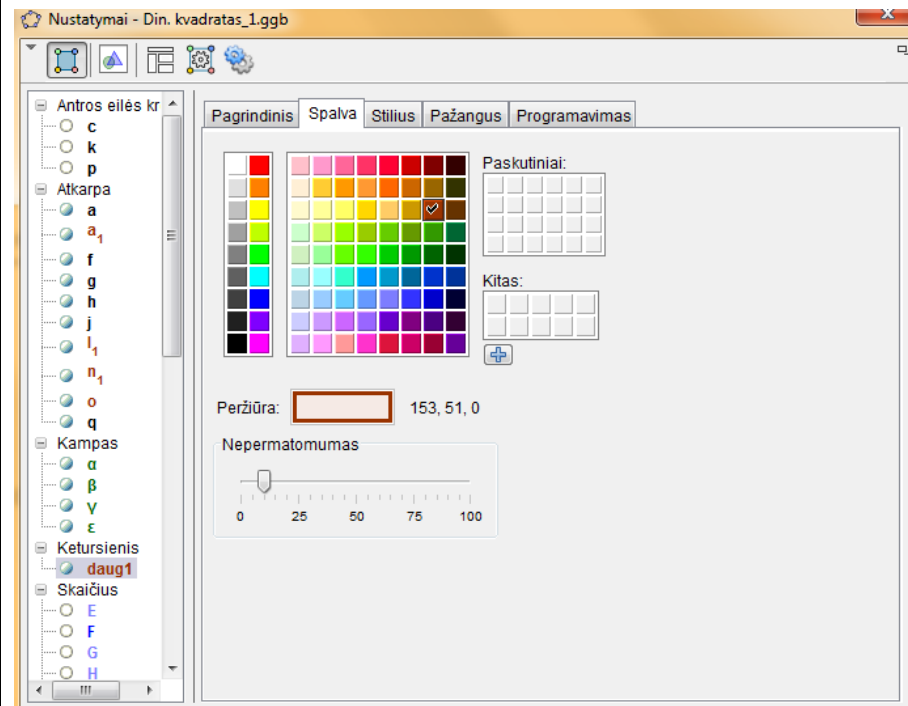 Nustatymai - Din. kvadratas_1.ggb
x
Antros eilės kr
c
k
p
Atkarpa
a
a1
f
g
h
j
l1
n1
o
q
Kampas
α
β
γ
ε
Ketursienis
daug1
Skaičius
E
F
G
H
Pagrindinis Spalva Stilius Pažangus Programavimas
Paskutiniai:
Kitas:
Peržiūra: 153, 51, 0
Nepermatomumas
0 25 50 75 100